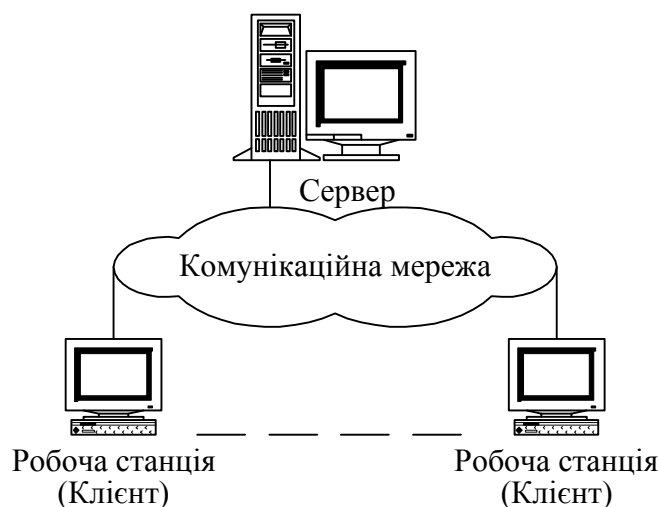 Сервер
Комунікаційна мережа
Робоча станція
(Клієнт)
Робоча станція
(Клієнт)